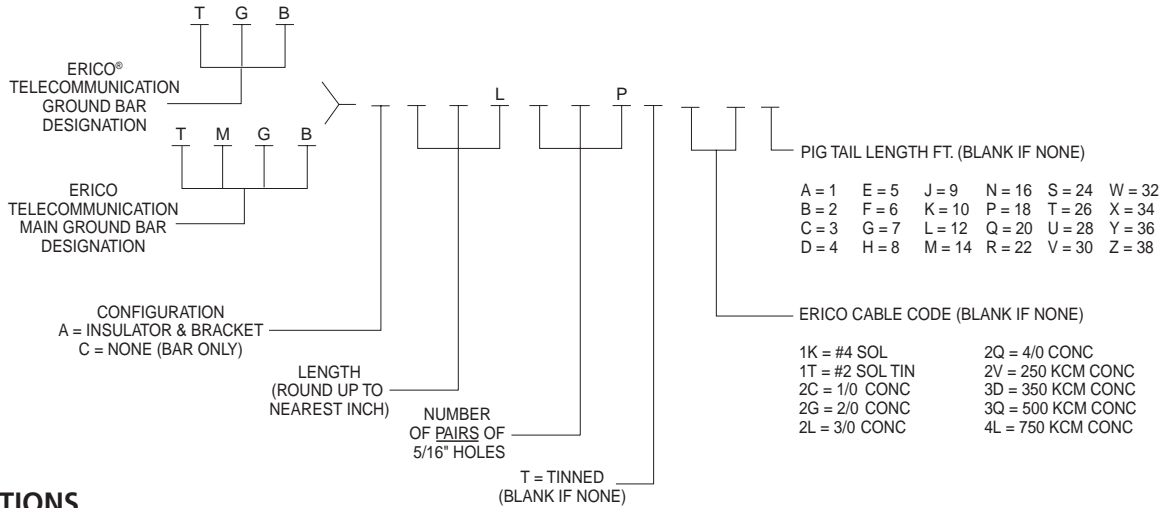 T G B
ERICO®
TELECOMMUNICATION
GROUND BAR
DESIGNATION
L P
T M G B
ERICO
TELECOMMUNICATION
MAIN GROUND BAR
DESIGNATION
PIG TAIL LENGTH FT. (BLANK IF NONE)
A = 1 E = 5 J = 9 N = 16 S = 24 W = 32
B = 2 F = 6 K = 10 P = 18 T = 26 X = 34
C = 3 G = 7 L = 12 Q = 20 U = 28 Y = 36
D = 4 H = 8 M = 14 R = 22 V = 30 Z = 38
CONFIGURATION
A = INSULATOR & BRACKET
C = NONE (BAR ONLY)
ERICO CABLE CODE (BLANK IF NONE)
1K = #4 SOL 2Q = 4/0 CONC
1T = #2 SOL TIN 2V = 250 KCM CONC
2C = 1/0 CONC 3D = 350 KCM CONC
2G = 2/0 CONC 3Q = 500 KCM CONC
2L = 3/0 CONC 4L = 750 KCM CONC
LENGTH
(ROUND UP TO
NEAREST INCH)
NUMBER
OF PAIRS OF
5/16" HOLES
T = TINNED
(BLANK IF NONE)
TIONS